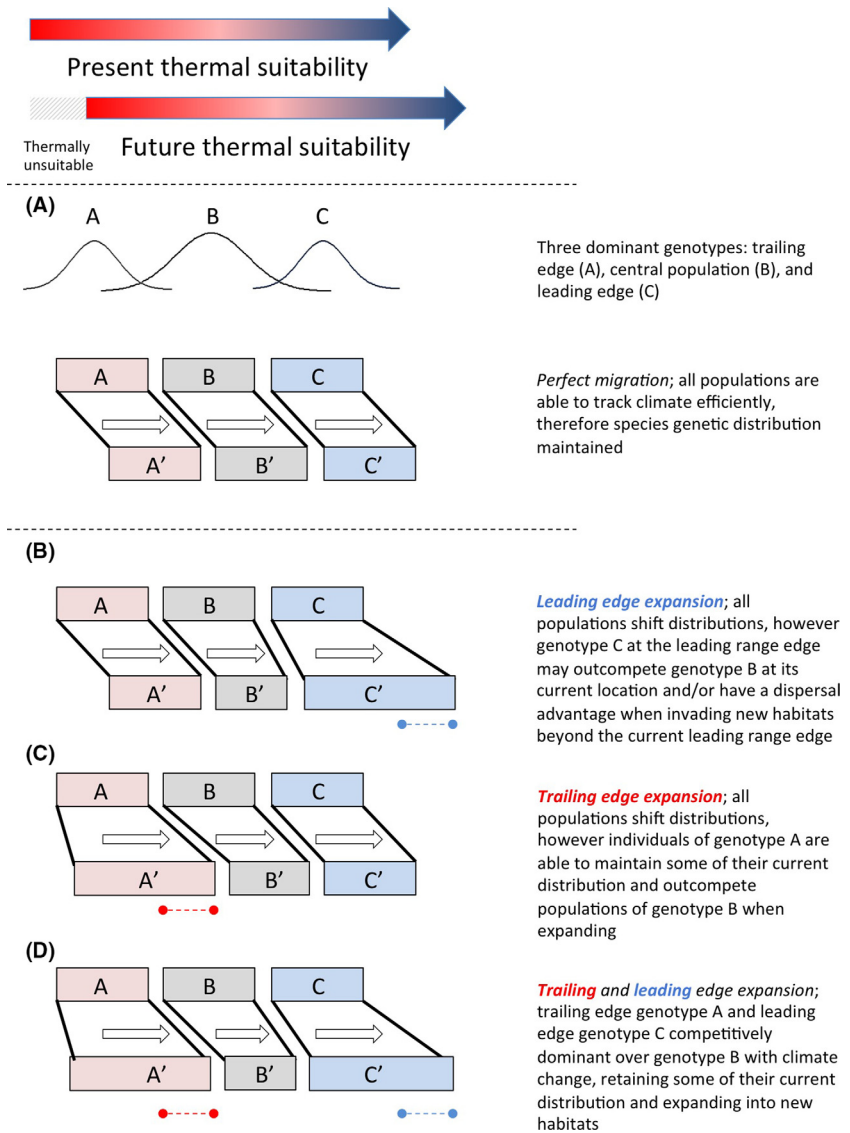 Present thermal suitability
Thermally
unsuitable
Future thermal suitability
(A)
A B C
Three dominant genotypes: trailing
edge (A), central population (B), and
leading edge (C)
A B C
A’ B’ C’
Perfect migration; all populations are
able to track climate efficiently,
therefore species genetic distribution
maintained
(B)
A B C
A’ B’ C’
Leading edge expansion; all
populations shift distributions, however
genotype C at the leading range edge
may outcompete genotype B at its
current location and/or have a dispersal
advantage when invading new habitats
beyond the current leading range edge
(C)
A B C
A’ B’ C’
Trailing edge expansion; all
populations shift distributions,
however individuals of genotype A are
able to maintain some of their current
distribution and outcompete
populations of genotype B when
expanding
(D)
A B C
A’ B’ C’
Trailing and leading edge expansion;
trailing edge genotype A and leading
edge genotype C competitively
dominant over genotype B with climate
change, retaining some of their current
distribution and expanding into new
habitats